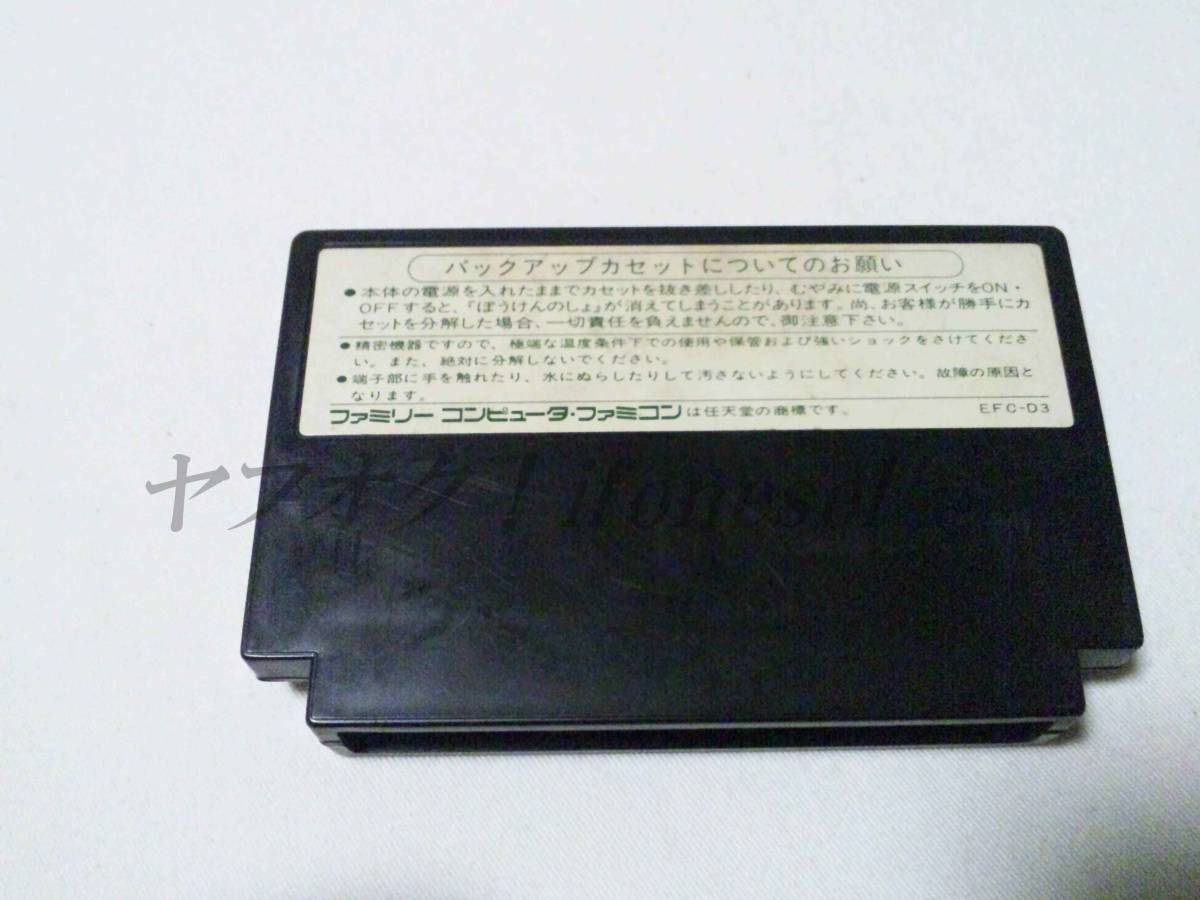 バックアップカセットについてのお願い
●本体の電源を入れたままでカセットを抜き差ししたり、むやみに電源スイッチをON・
OFFすると、『ぼうけんのしょ』が消えてしまうことがあります。尚、お客様が勝手にカ
セットを分解した場合、一切責任を負えませんので、御注意下さい。
●精密機器ですので、極端な温度条件下での使用や保管および強いショックをさけてくださ
い。また、絶対に分解しないでください。
●端子部に手を触れたり、水にぬらしたりして汚さないようにしてください。故障の原因と
なります。
ファミリー コンピュータ・ファミコン は任天堂の商標です。 EFC-D3
ヤフオク！ifonesal